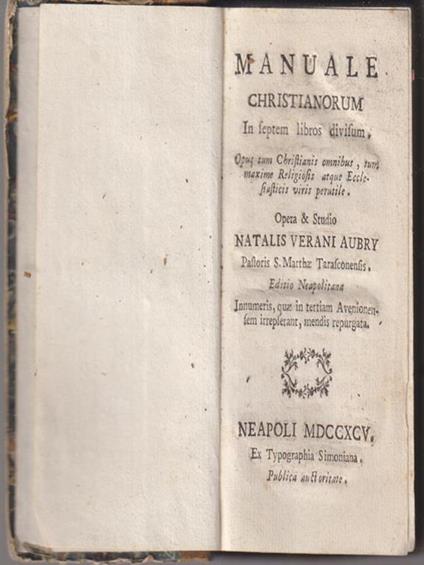 MANUALE
CHRISTIANORUM
In ſeptem libros diviſum.
Opus tum Chriſtianis omnibus, tum
maxime Religioſis atque Eccle-
ſiaſticis viris perutile.
Opera & Studio
NATALIS VERANI AUBRY
Paſtoris S. Marthæ Taraſconenſis.
Editio Neapolitana
Innumeris, quæ in tertiam Avenionen-
ſem irrepſerant, mendis repurgata.
NEAPOLI MDCCXCV.
Ex Typographia Simoniana.
Publica auctoritate.